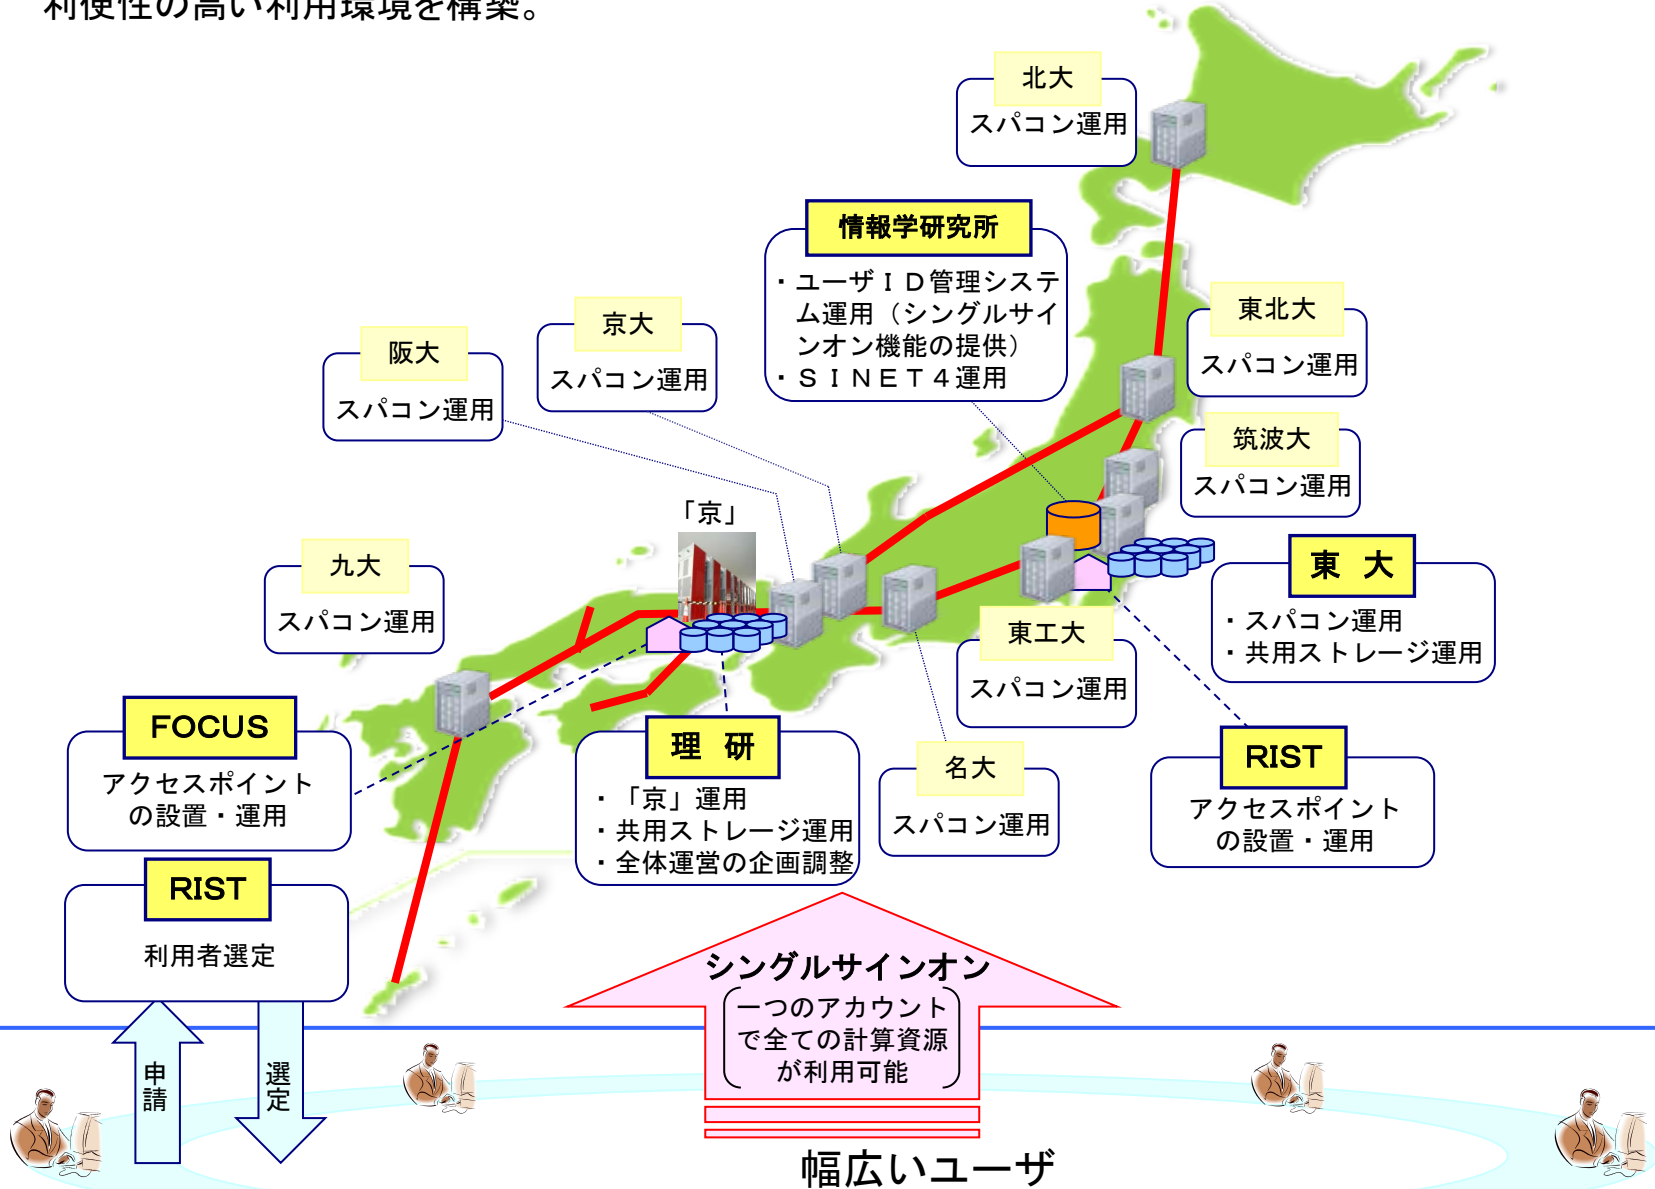 利便性の高い利用環境を構築。
北大
スパコン運用
情報学研究所
・ユーザＩＤ管理システ
ム運用（シングルサイ
ンオン機能の提供）
・ＳＩＮＥＴ４運用
東北大
スパコン運用
京大
スパコン運用
阪大
スパコン運用
筑波大
スパコン運用
「京」
九大
スパコン運用
東 大
・スパコン運用
・共用ストレージ運用
東工大
スパコン運用
FOCUS
アクセスポイント
の設置・運用
理 研
・「京」運用
・共用ストレージ運用
・全体運営の企画調整
名大
スパコン運用
RIST
アクセスポイント
の設置・運用
RIST
利用者選定
申請
選定
シングルサインオン
一つのアカウント
で全ての計算資源
が利用可能
幅広いユーザ